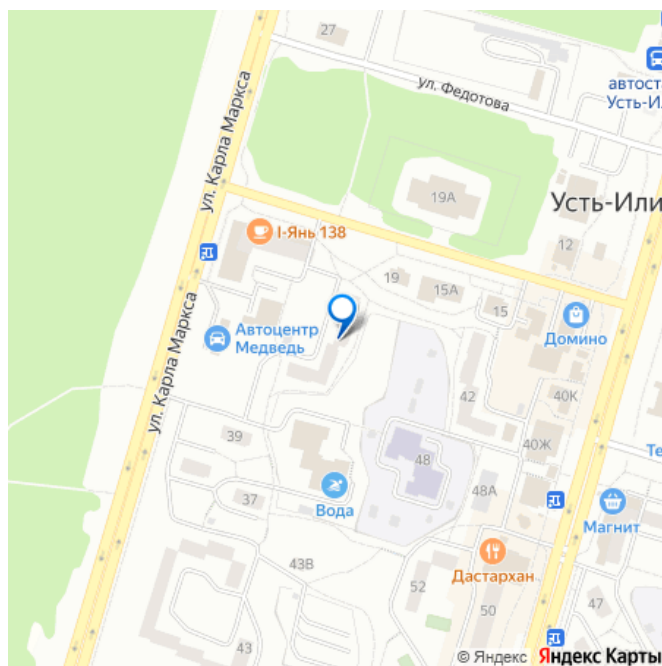 27
ул. Федотова
автоста
Усть-Ил
ул. Карла Маркса
19А
Усть-Или
I-Янь 138
12
19
15А
15
Домино
Автоцентр
Медведь
ул. Карла Маркса
42
40К
39
40Ж
48
Те
48А
37
Вода
Магнит
43В
Дастархан
52
47
50
43
© Яндекс Яндекс Карты